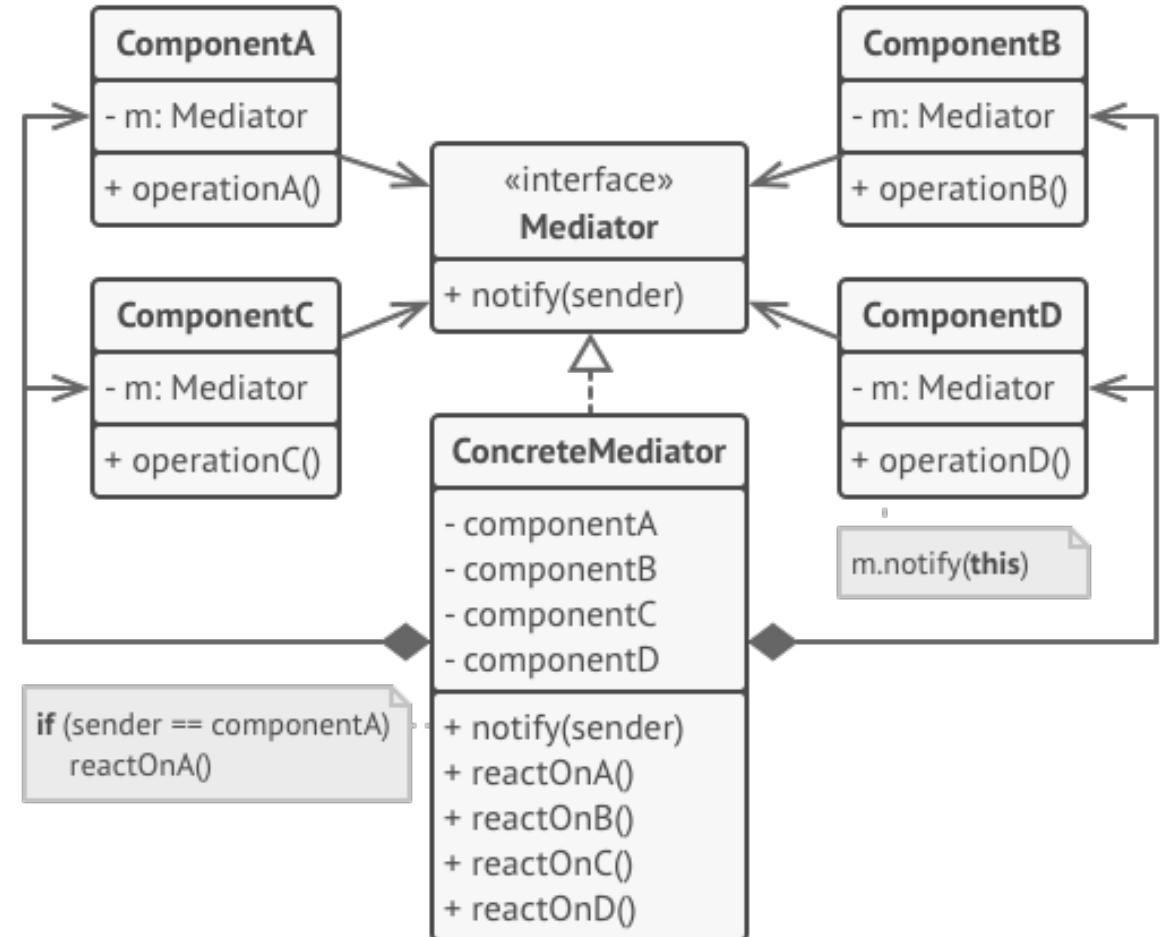 ComponentA
- m: Mediator
+ operationA()
ComponentB
- m: Mediator
+ operationB()
«interface»
Mediator
+ notify(sender)
ComponentC
- m: Mediator
+ operationC()
ComponentD
- m: Mediator
+ operationD()
m.notify(this)
ConcreteMediator
- componentA
- componentB
- componentC
- componentD
+ notify(sender)
+ reactOnA()
+ reactOnB()
+ reactOnC()
+ reactOnD()
if (sender == componentA)
reactOnA()